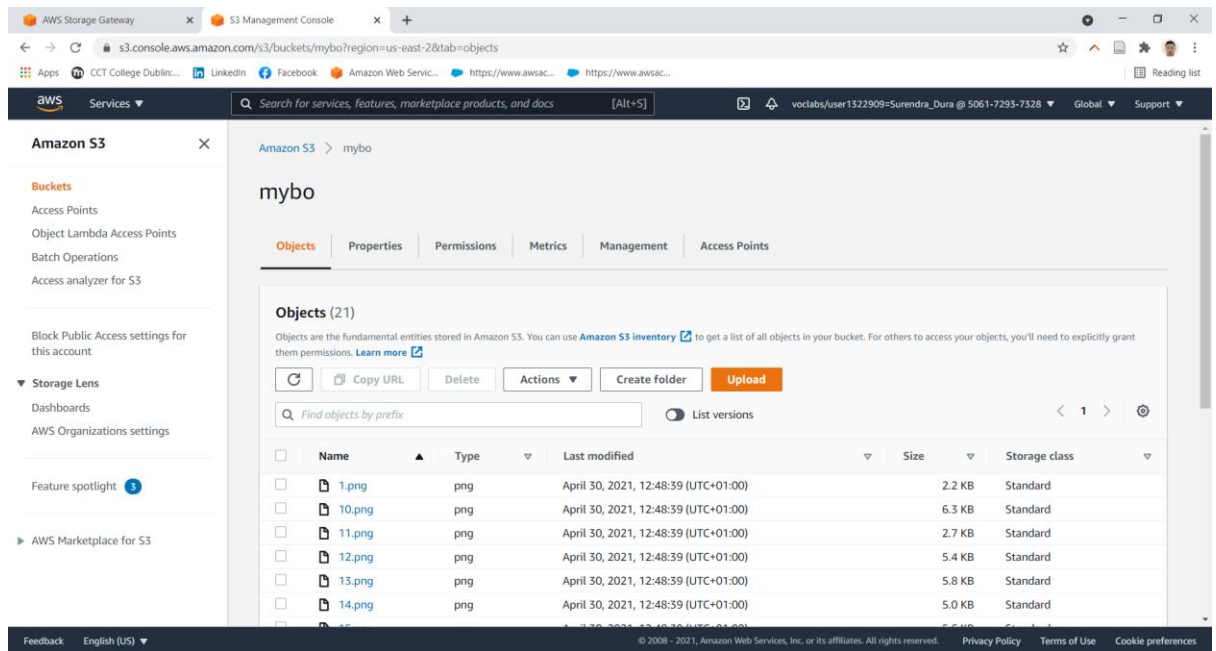 AWS Storage Gateway
S3 Management Console
s3.console.aws.amazon.com/s3/buckets/mybo?region=us-east-2&tab=objects
Apps CCT College Dublin:... LinkedIn Facebook Amazon Web Servic... https://www.awsac... https://www.awsac... Reading list
aws Services Search for services, features, marketplace products, and docs [Alt+S] voclabs/user1322909=Surendra_Dura @ 5061-7293-7328 Global Support
Amazon S3
Buckets
Access Points
Object Lambda Access Points
Batch Operations
Access analyzer for S3
Block Public Access settings for
this account
Storage Lens
Dashboards
AWS Organizations settings
Feature spotlight 3
AWS Marketplace for S3
Amazon S3 > mybo
mybo
Objects Properties Permissions Metrics Management Access Points
Objects (21)
Objects are the fundamental entities stored in Amazon S3. You can use Amazon S3 inventory to get a list of all objects in your bucket. For others to access your objects, you'll need to explicitly grant
them permissions. Learn more
Copy URL Delete Actions Create folder Upload
Find objects by prefix List versions 1
Name Type Last modified Size Storage class
1.png png April 30, 2021, 12:48:39 (UTC+01:00) 2.2 KB Standard
10.png png April 30, 2021, 12:48:39 (UTC+01:00) 6.3 KB Standard
11.png png April 30, 2021, 12:48:39 (UTC+01:00) 2.7 KB Standard
12.png png April 30, 2021, 12:48:39 (UTC+01:00) 5.4 KB Standard
13.png png April 30, 2021, 12:48:39 (UTC+01:00) 5.8 KB Standard
14.png png April 30, 2021, 12:48:39 (UTC+01:00) 5.0 KB Standard
Feedback English (US) © 2008 - 2021, Amazon Web Services, Inc. or its affiliates. All rights reserved. Privacy Policy Terms of Use Cookie preferences